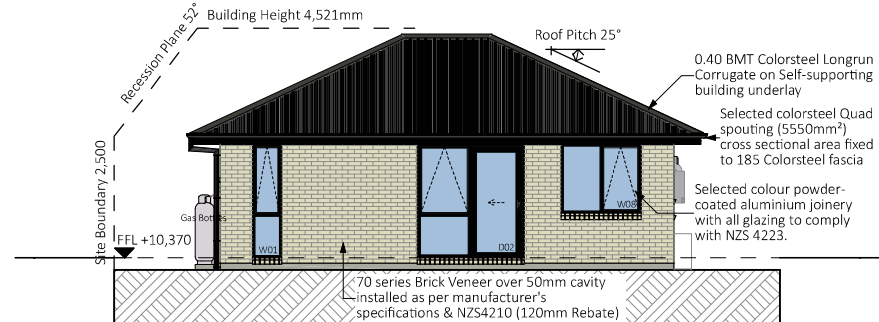 Building Height 4,521mm
Recession Plane 52°
Roof Pitch 25°
0.40 BMT Colorsteel Longrun
Corrugate on Self-supporting
building underlay
Selected colorsteel Quad
spouting (5550mm²)
cross sectional area fixed
to 185 Colorsteel fascia
Site Boundary 2,500
Selected colour powder-
coated aluminium joinery
with all glazing to comply
with NZS 4223.
W08
Gas Bottles
FFL +10,370
W01
D02
70 series Brick Veneer over 50mm cavity
installed as per manufacturer's
specifications & NZS4210 (120mm Rebate)